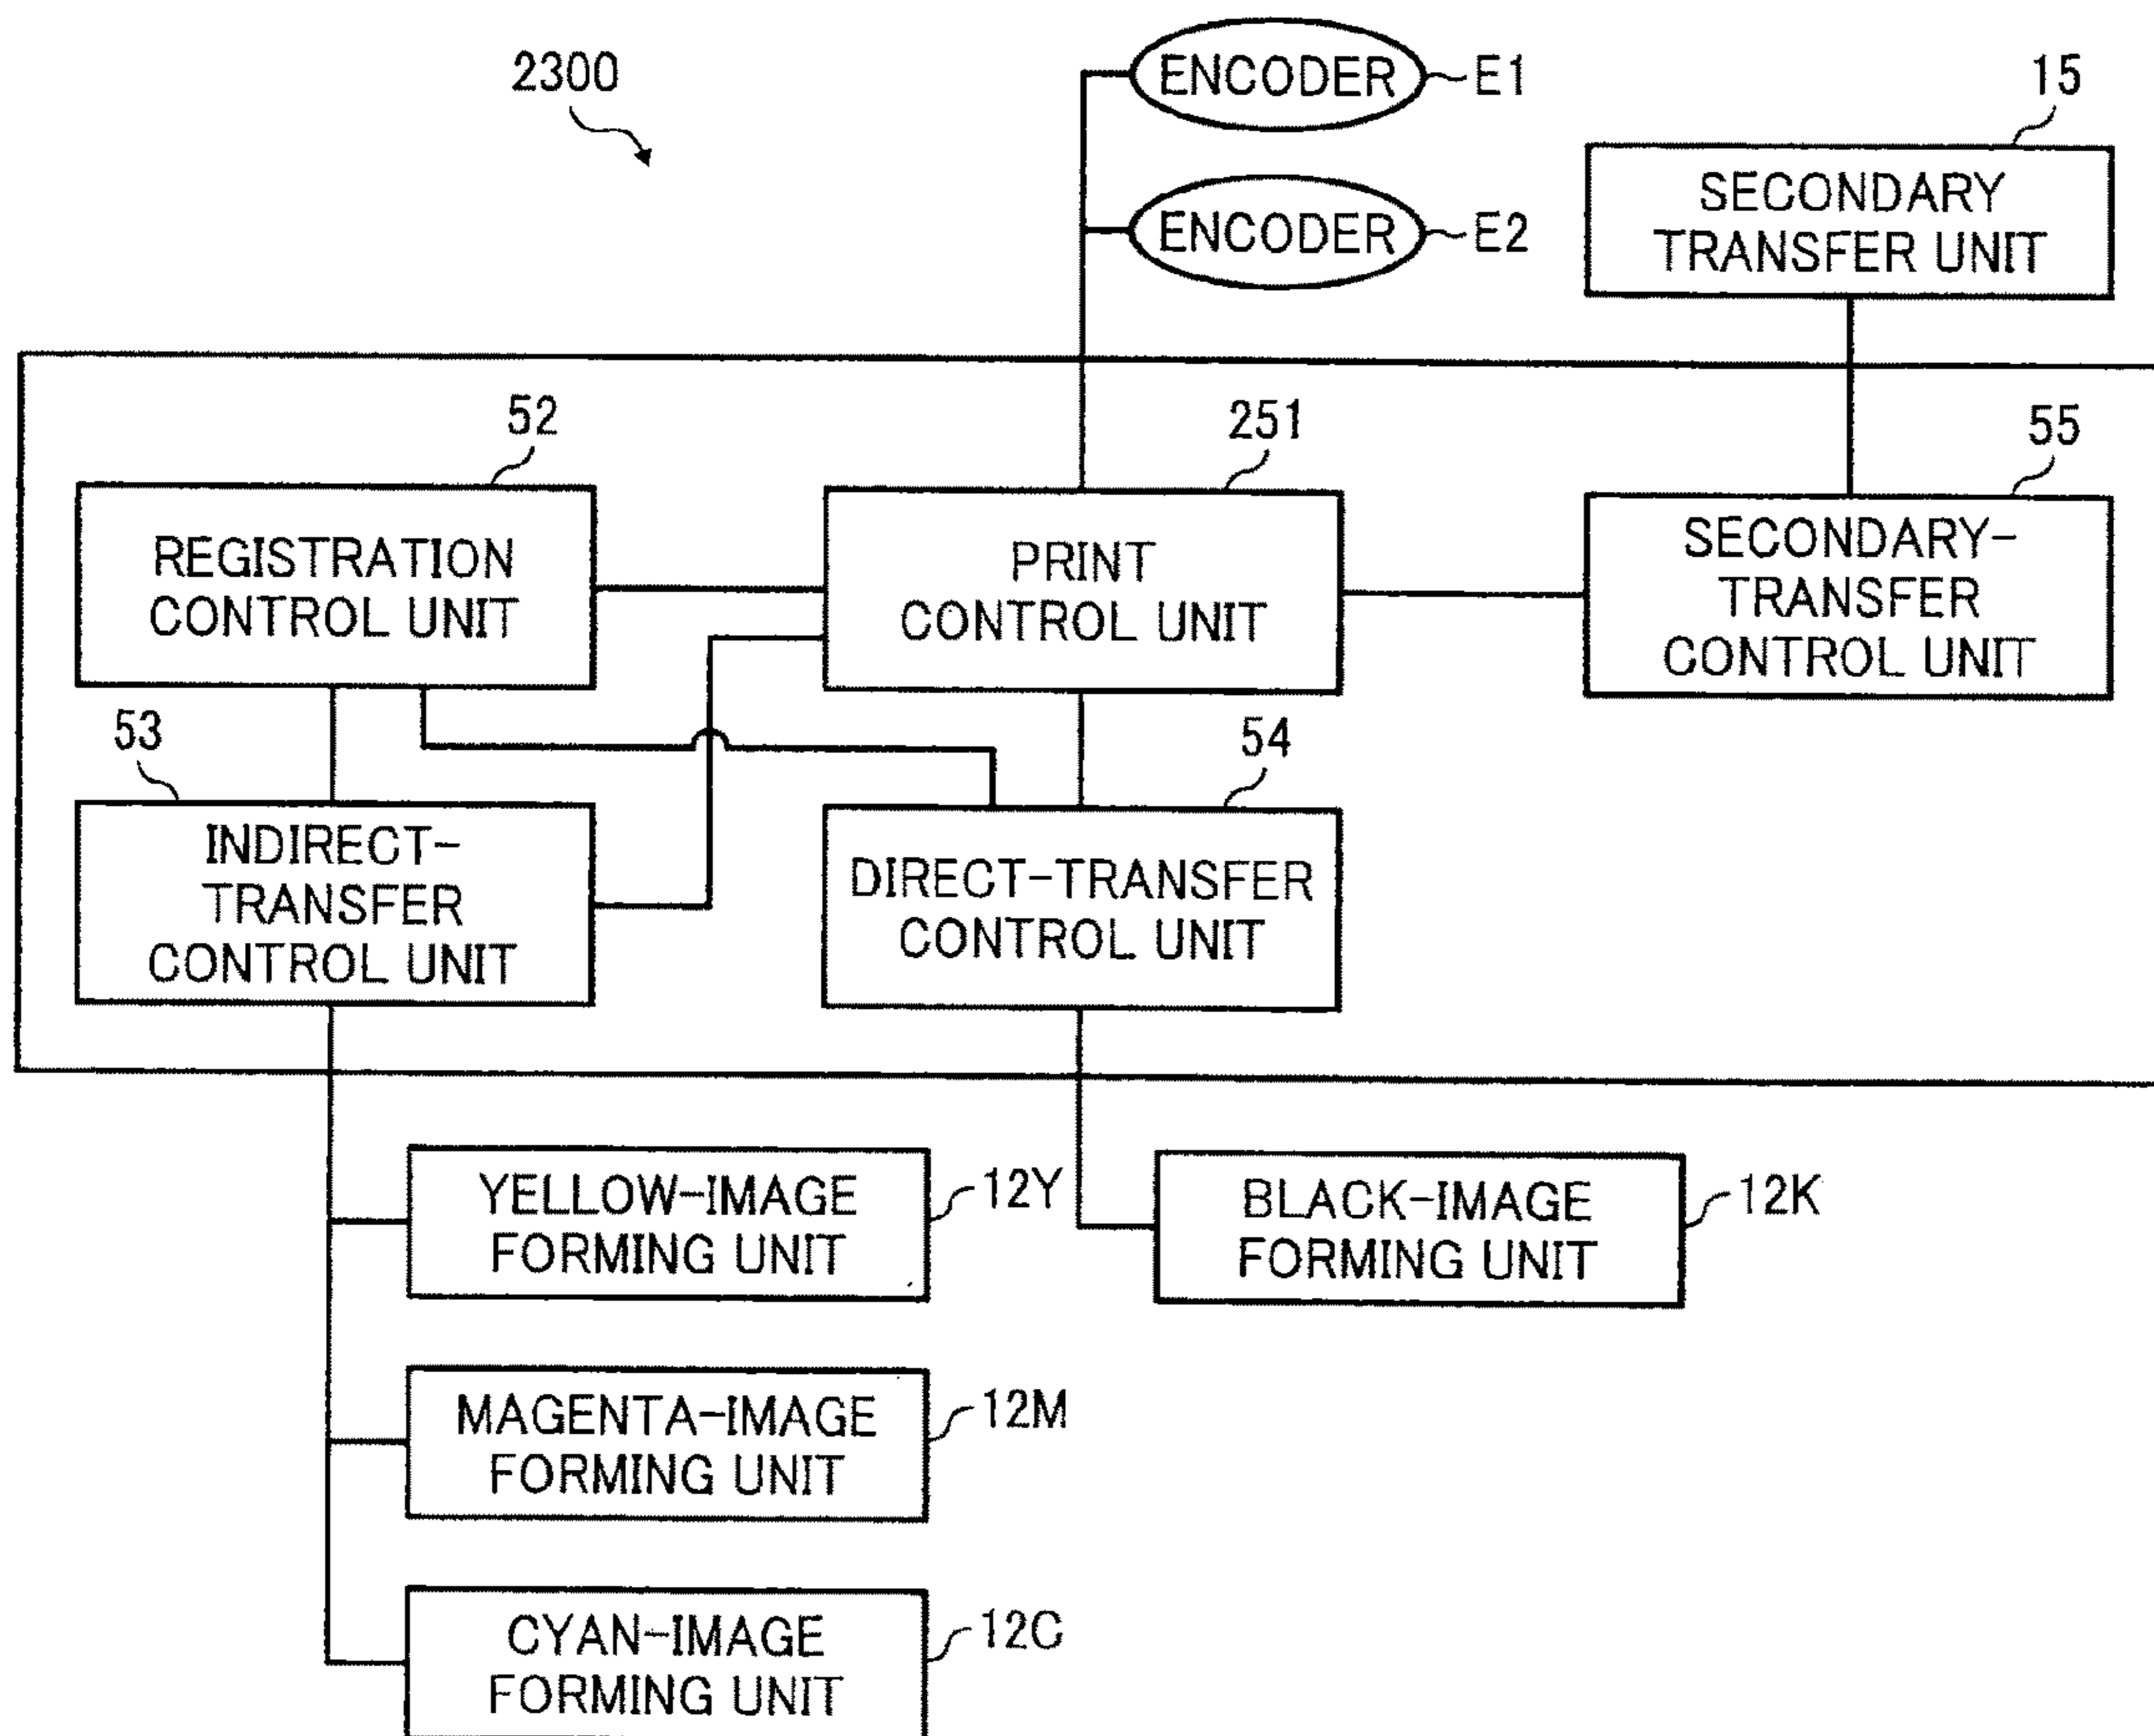 2300
ENCODER
E1
ENCODER
E2
15
SECONDARY
TRANSFER UNIT
52
REGISTRATION
CONTROL UNIT
251
PRINT
CONTROL UNIT
55
SECONDARY-
TRANSFER
CONTROL UNIT
53
INDIRECT-
TRANSFER
CONTROL UNIT
54
DIRECT-TRANSFER
CONTROL UNIT
YELLOW-IMAGE
FORMING UNIT
12Y
BLACK-IMAGE
FORMING UNIT
12K
MAGENTA-IMAGE
FORMING UNIT
12M
CYAN-IMAGE
FORMING UNIT
12C